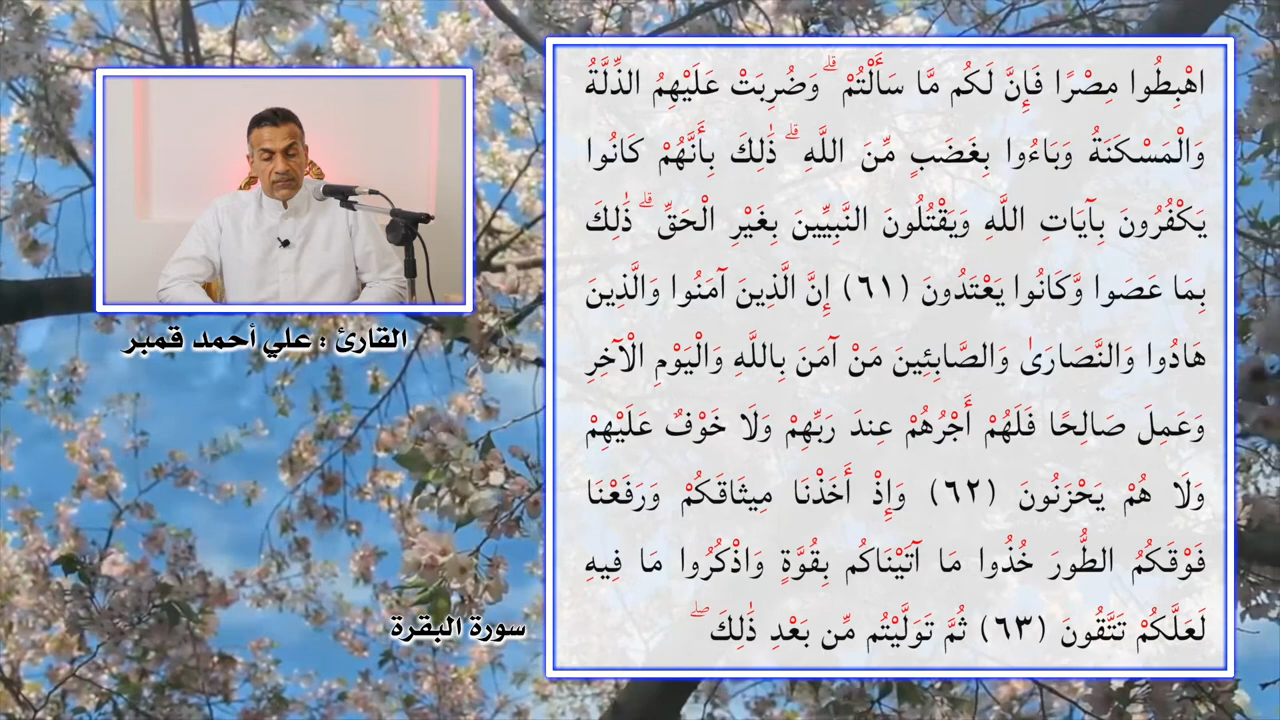 اهْبِطُوا مِصْرًا فَإِنَّ لَكُم مَّا سَأَلْتُمْ ۗ وَضُرِبَتْ عَلَيْهِمُ الذِّلَّةُ
وَالْمَسْكَنَةُ وَبَاءُوا بِغَضَبٍ مِّنَ اللَّهِ ۗ ذَٰلِكَ بِأَنَّهُمْ كَانُوا
يَكْفُرُونَ بِآيَاتِ اللَّهِ وَيَقْتُلُونَ النَّبِيِّينَ بِغَيْرِ الْحَقِّ ۗ ذَٰلِكَ
بِمَا عَصَوا وَّكَانُوا يَعْتَدُونَ (٦١) إِنَّ الَّذِينَ آمَنُوا وَالَّذِينَ
هَادُوا وَالنَّصَارَىٰ وَالصَّابِئِينَ مَنْ آمَنَ بِاللَّهِ وَالْيَوْمِ الْآخِرِ
وَعَمِلَ صَالِحًا فَلَهُمْ أَجْرُهُمْ عِندَ رَبِّهِمْ وَلَا خَوْفٌ عَلَيْهِمْ
وَلَا هُمْ يَحْزَنُونَ (٦٢) وَإِذْ أَخَذْنَا مِيثَاقَكُمْ وَرَفَعْنَا
فَوْقَكُمُ الطُّورَ خُذُوا مَا آتَيْنَاكُم بِقُوَّةٍ وَاذْكُرُوا مَا فِيهِ
لَعَلَّكُمْ تَتَّقُونَ (٦٣) ثُمَّ تَوَلَّيْتُم مِّن بَعْدِ ذَٰلِكَ ۖ
القارئ : علي أحمد قمبر
سورة البقرة